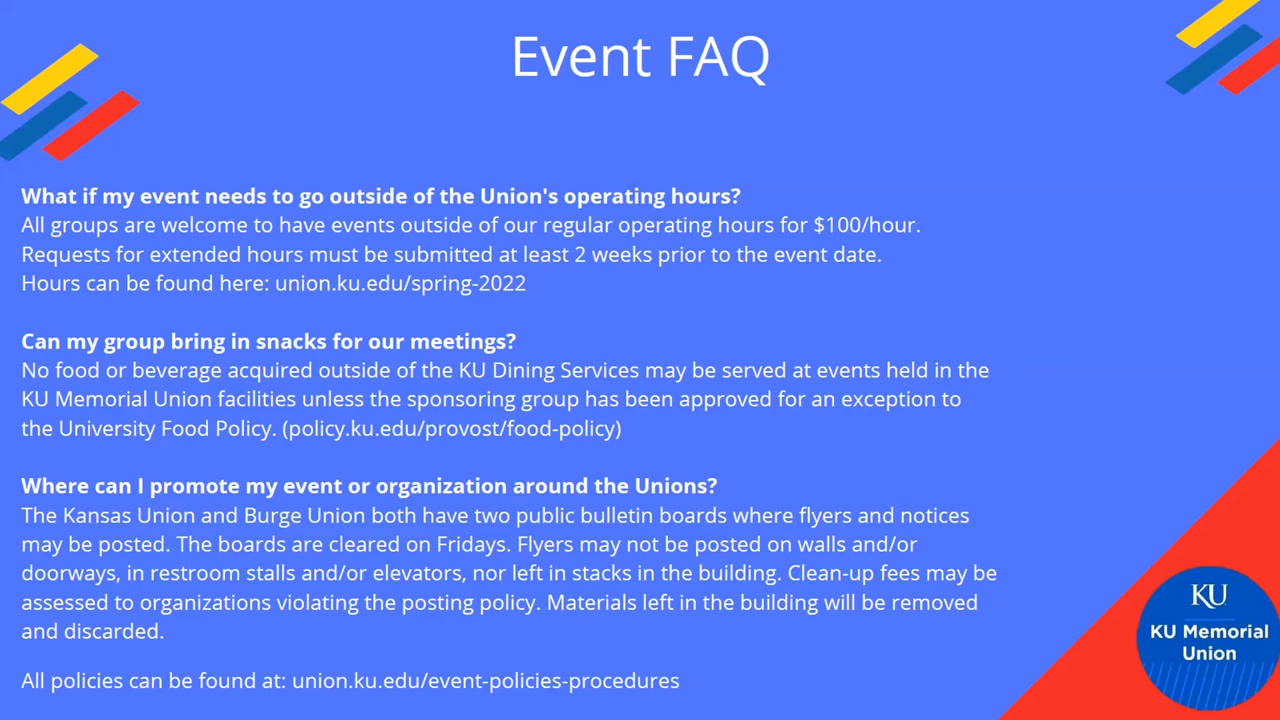 Event FAQ
What if my event needs to go outside of the Union's operating hours?
All groups are welcome to have events outside of our regular operating hours for $100/hour.
Requests for extended hours must be submitted at least 2 weeks prior to the event date.
Hours can be found here: union.ku.edu/spring-2022
Can my group bring in snacks for our meetings?
No food or beverage acquired outside of the KU Dining Services may be served at events held in the
KU Memorial Union facilities unless the sponsoring group has been approved for an exception to
the University Food Policy. (policy.ku.edu/provost/food-policy)
Where can I promote my event or organization around the Unions?
The Kansas Union and Burge Union both have two public bulletin boards where flyers and notices
may be posted. The boards are cleared on Fridays. Flyers may not be posted on walls and/or
doorways, in restroom stalls and/or elevators, nor left in stacks in the building. Clean-up fees may be
assessed to organizations violating the posting policy. Materials left in the building will be removed
and discarded.
All policies can be found at: union.ku.edu/event-policies-procedures
KU
KU Memorial
Union